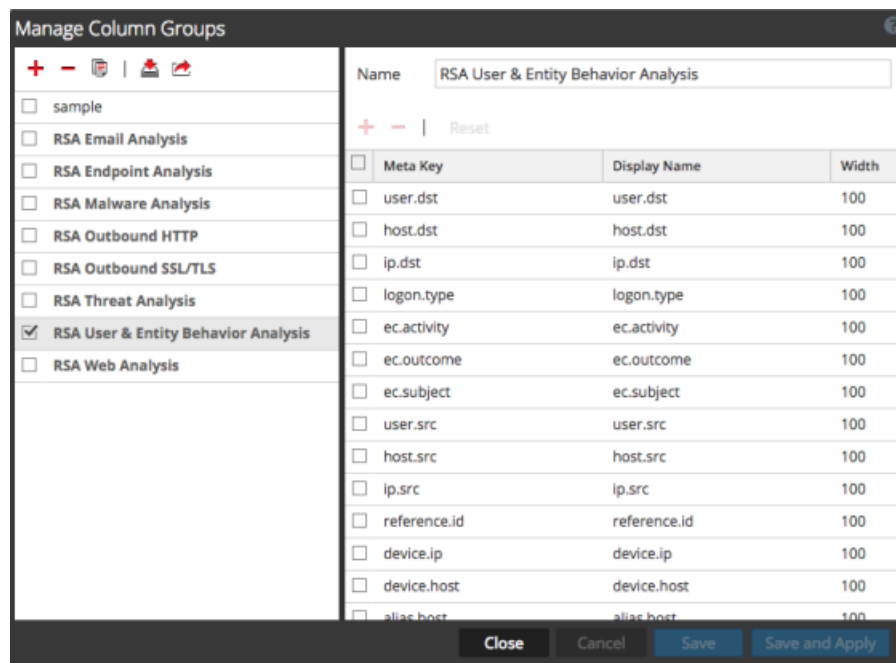 Manage Column Groups
sample
RSA Email Analysis
RSA Endpoint Analysis
RSA Malware Analysis
RSA Outbound HTTP
RSA Outbound SSL/TLS
RSA Threat Analysis
RSA User & Entity Behavior Analysis
RSA Web Analysis
Name RSA User & Entity Behavior Analysis
Reset
Meta Key Display Name Width
user.dst user.dst 100
host.dst host.dst 100
ip.dst ip.dst 100
logon.type logon.type 100
ec.activity ec.activity 100
ec.outcome ec.outcome 100
ec.subject ec.subject 100
user.src user.src 100
host.src host.src 100
ip.src ip.src 100
reference.id reference.id 100
device.ip device.ip 100
device.host device.host 100
alias.host alias.host 100
Close Cancel Save Save and Apply